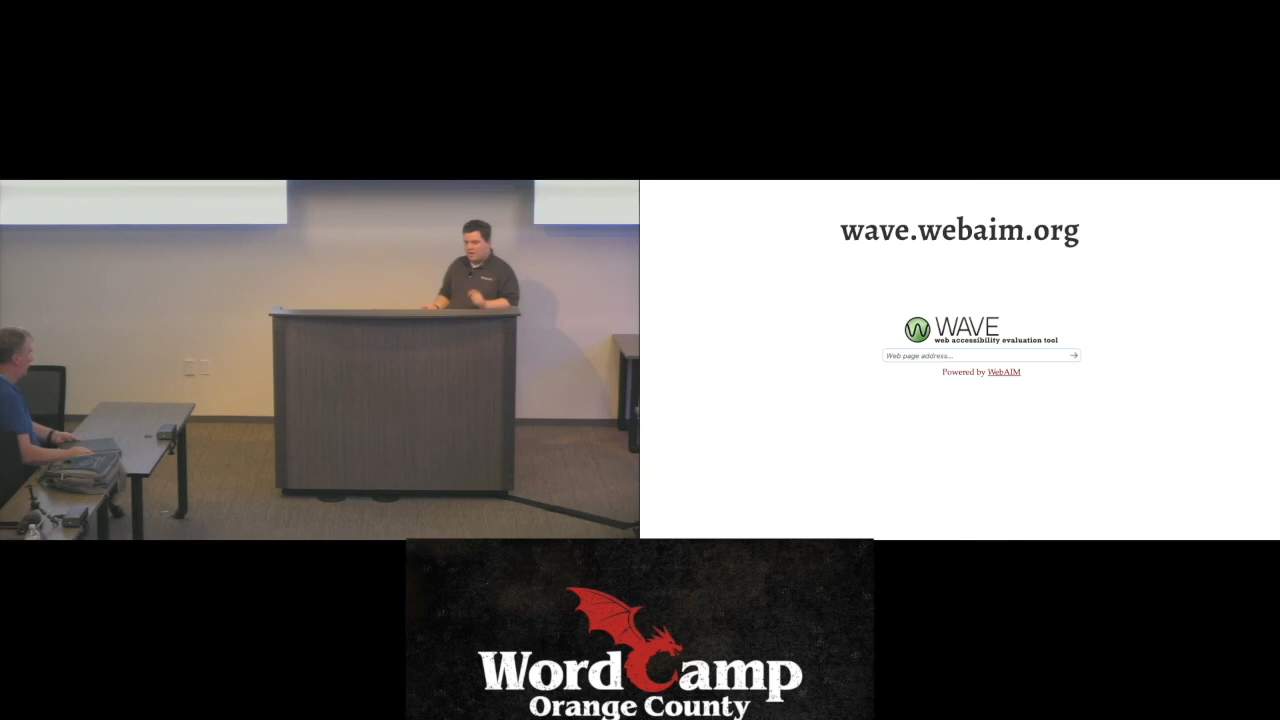 wave.webaim.org
WAVE
web accessibility evaluation tool
Web page address...
Powered by WebAIM
WordCamp
Orange County